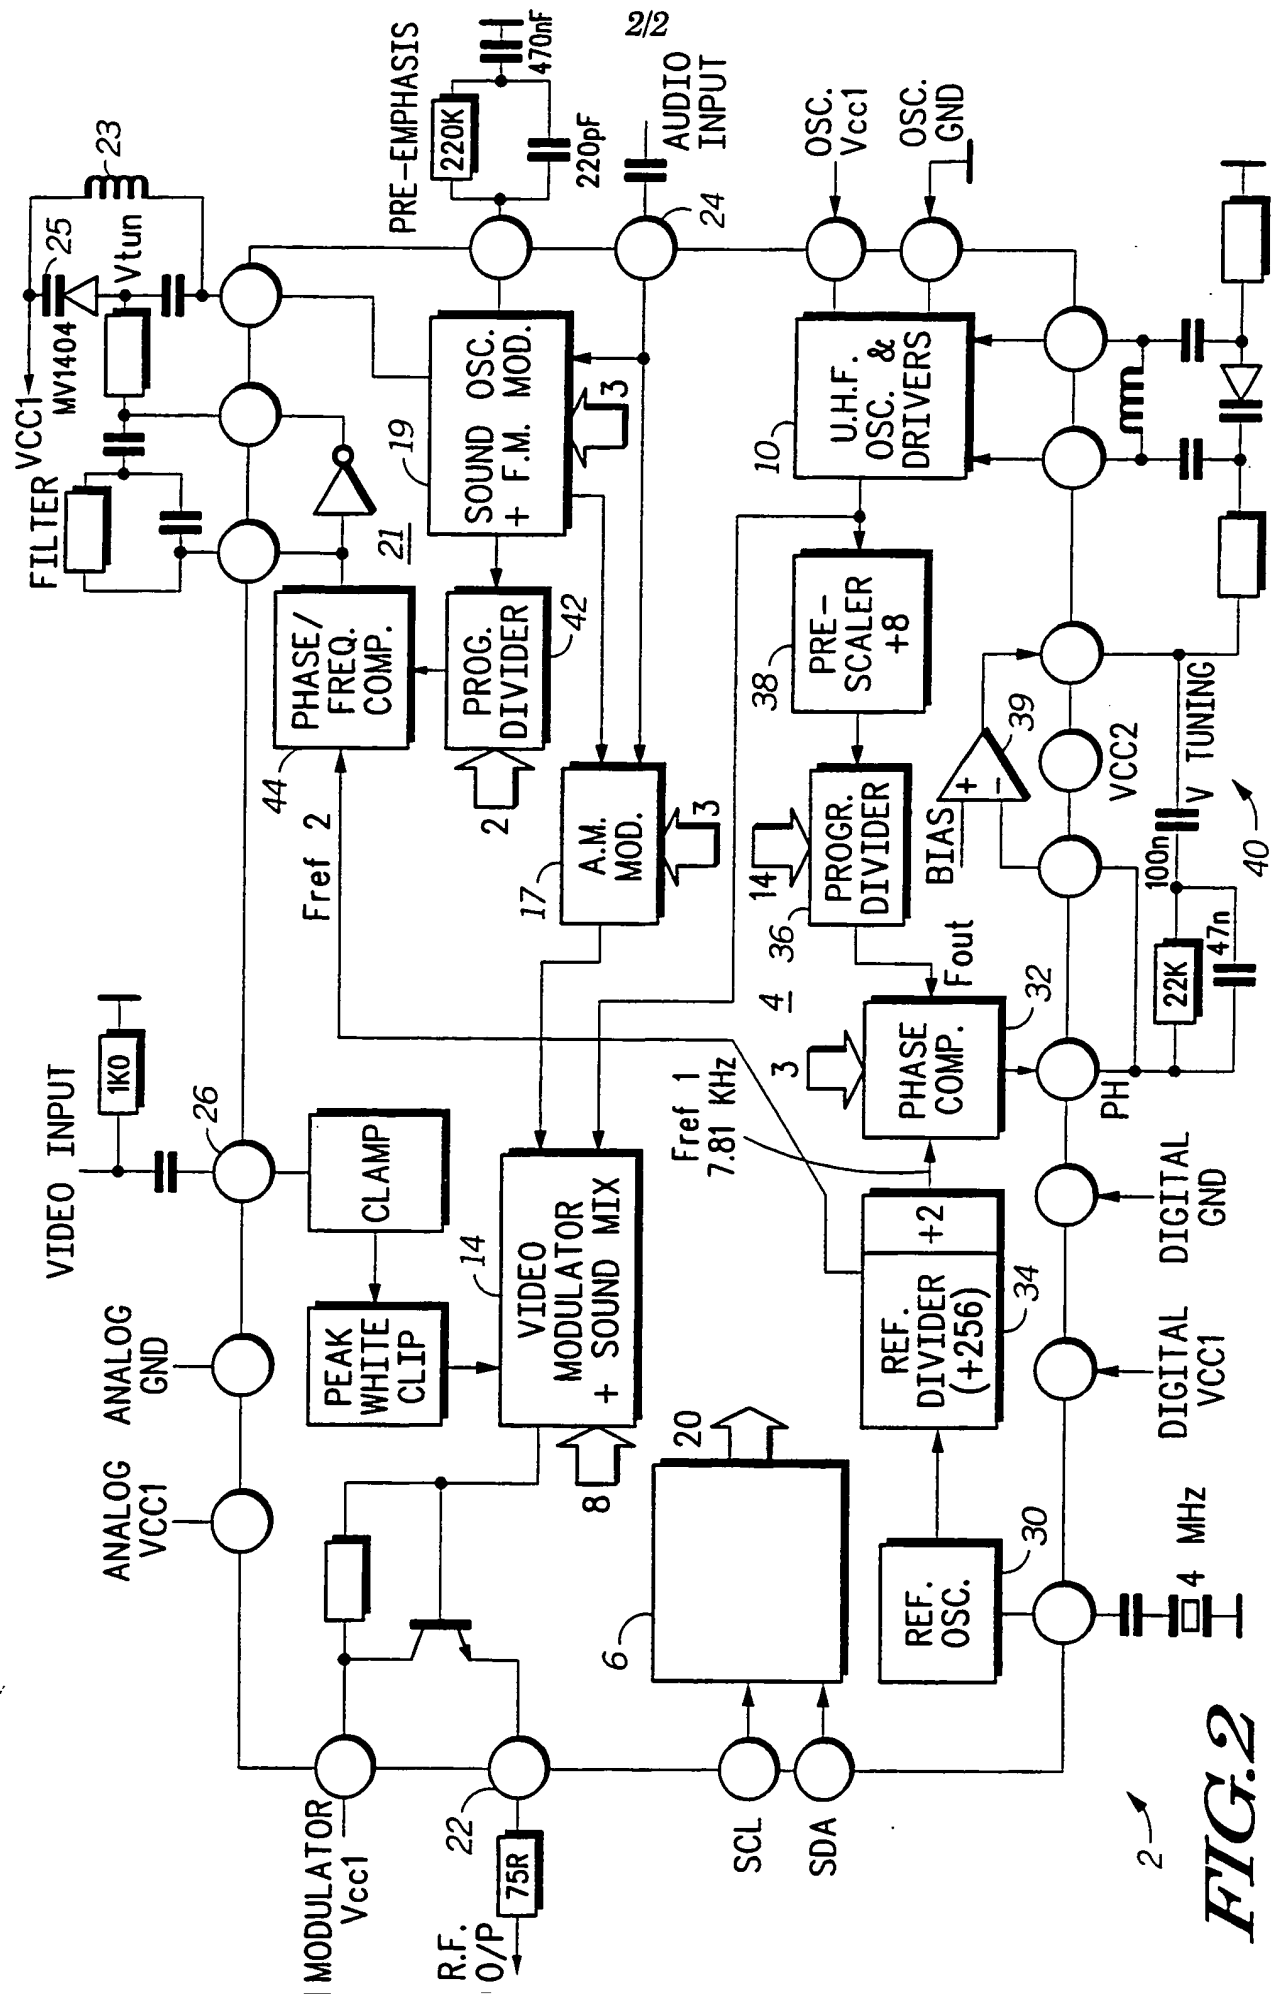 2/2
MODULATOR
Vcc1
ANALOG
VCC1
ANALOG
GND
VIDEO INPUT
1K0
26
FILTER
VCC1
MV1404
25
Vtun
23
PRE-EMPHASIS
220K
470nF
220pF
AUDIO
INPUT
24
OSC.
Vcc1
OSC.
GND
R.F.
O/P
75R
22
CLAMP
PEAK
WHITE
CLIP
14
VIDEO
MODULATOR
+ SOUND MIX
8
Fref 2
44
PHASE/
FREQ.
COMP.
21
19
SOUND OSC.
+ F.M. MOD.
3
PROG.
DIVIDER
42
2
17
A.M.
MOD.
3
SCL
SDA
6
20
4
14
36
PROGR.
DIVIDER
38
PRE-
SCALER
+8
10
U.H.F.
OSC. &
DRIVERS
Fref 1
7.81 KHz
3
PHASE
COMP.
32
Fout
BIAS
+
-
39
REF.
OSC.
30
REF.
DIVIDER
(+256)
+2
34
4 MHz
DIGITAL
VCC1
DIGITAL
GND
PH
22K
47n
100n
V TUNING
VCC2
40
2
FIG.2